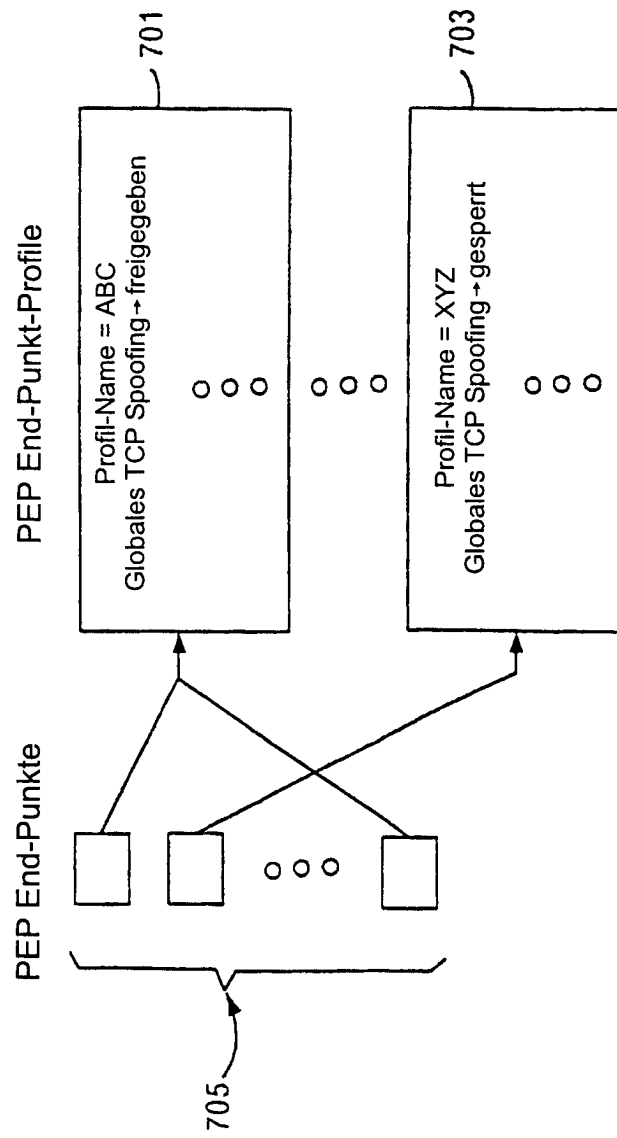 PEP End-Punkte
PEP End-Punkt-Profile
705
Profil-Name = ABC
Globales TCP Spoofing→freigegeben
701
Profil-Name = XYZ
Globales TCP Spoofing→gesperrt
703